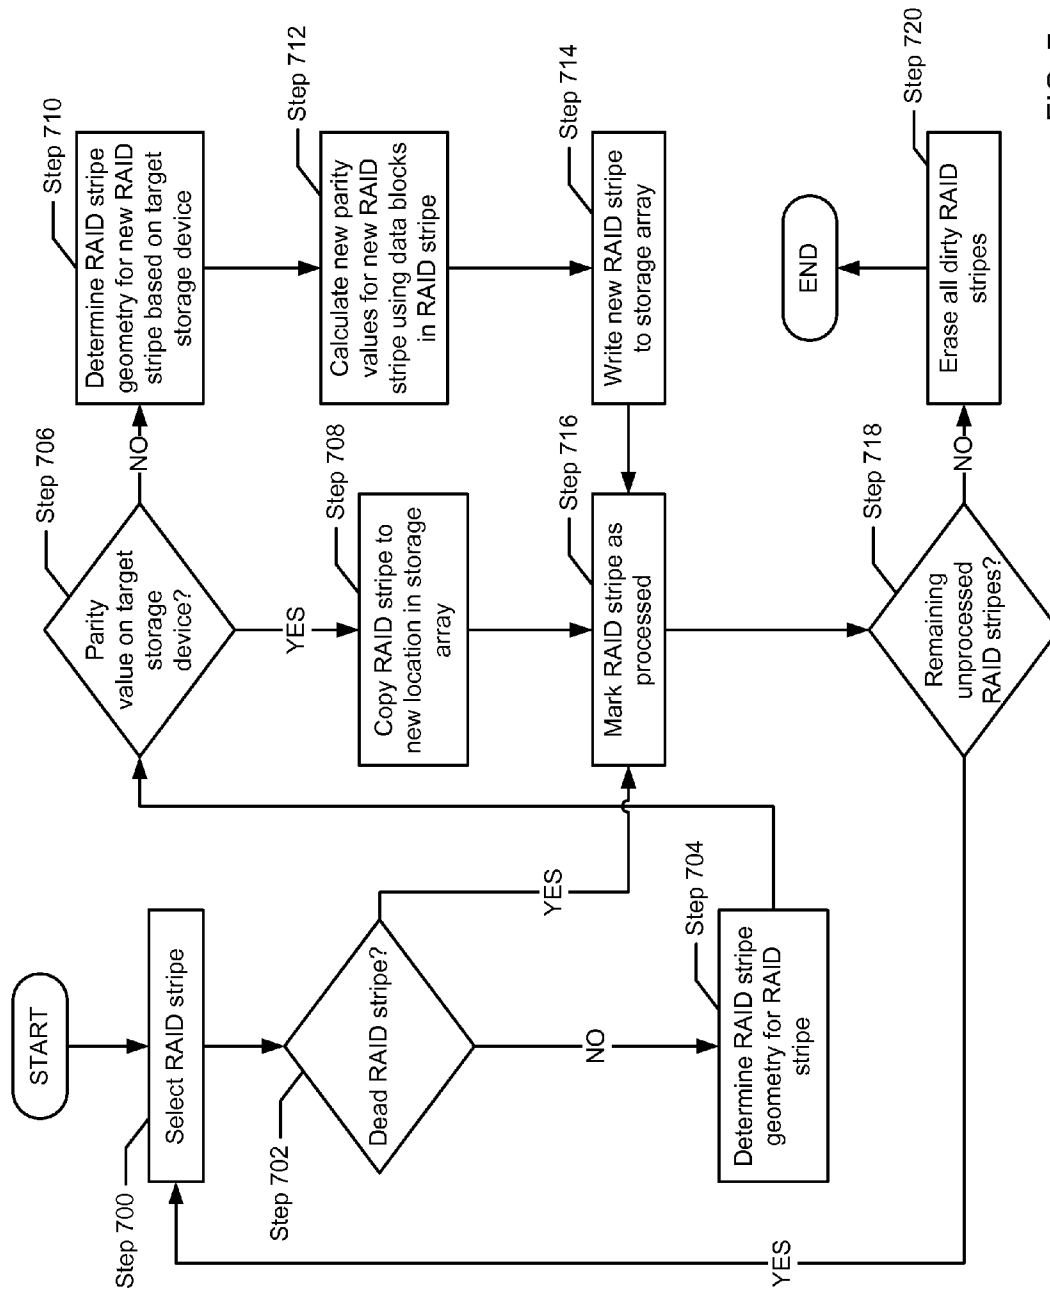 START
Step 700
Select RAID stripe
Step 702
Dead RAID stripe?
YES
NO
Step 704
Determine RAID stripe
geometry for RAID
stripe
Step 706
Parity
value on target
storage
device?
YES
NO
Step 708
Copy RAID stripe to
new location in storage
array
Step 710
Determine RAID stripe
geometry for new RAID
stripe based on target
storage device
Step 712
Calculate new parity
values for new RAID
stripe using data blocks
in RAID stripe
Step 714
Write new RAID stripe
to storage array
Step 716
Mark RAID stripe as
processed
Step 718
Remaining
unprocessed
RAID stripes?
YES
NO
Step 720
Erase all dirty RAID
stripes
END